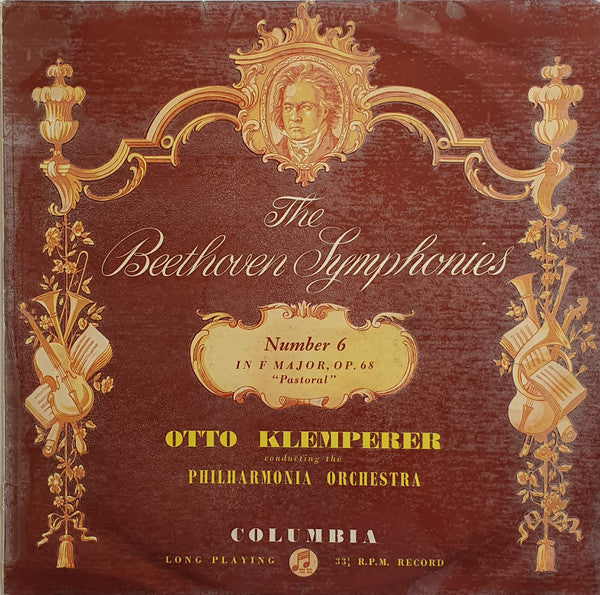 The
Beethoven Symphonies
Number 6
IN F MAJOR, OP. 68
"Pastoral"
OTTO KLEMPERER
conducting the
PHILHARMONIA ORCHESTRA
COLUMBIA
LONG PLAYING 33⅓ R.P.M. RECORD